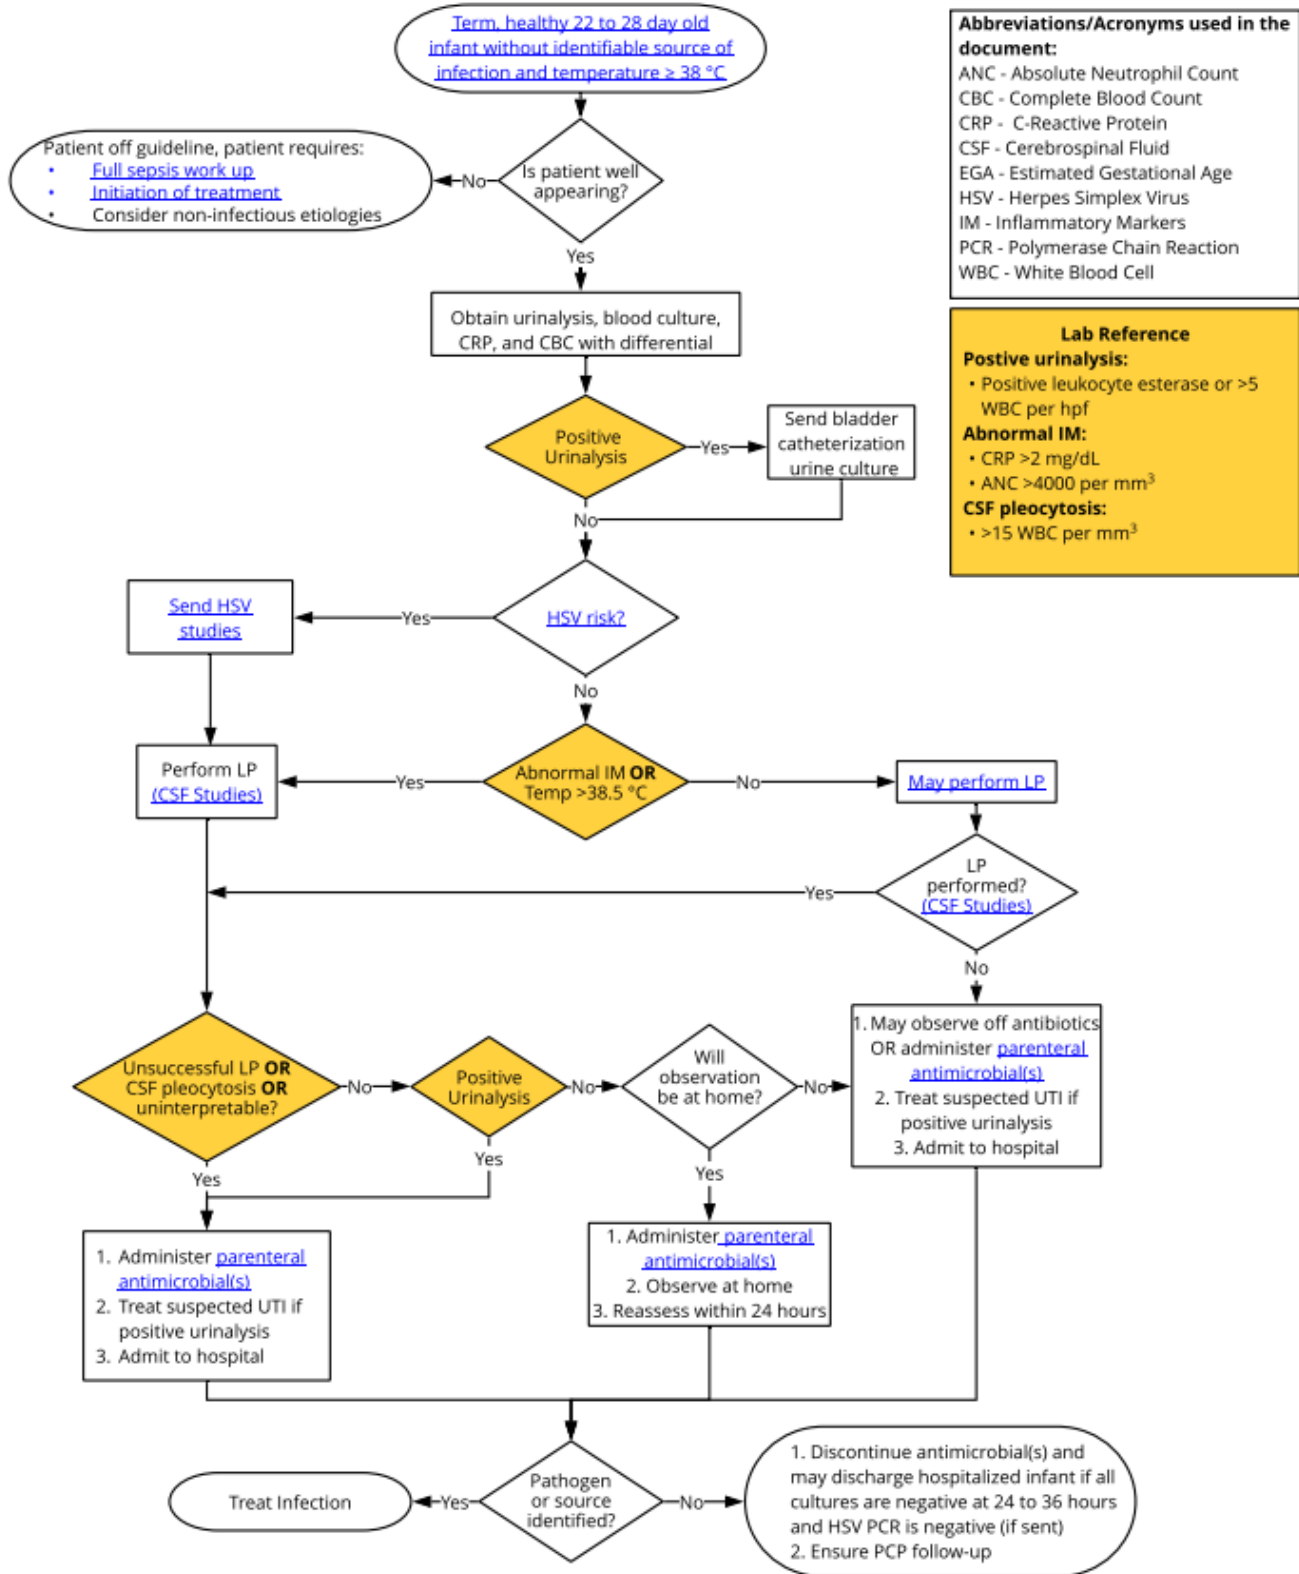 Term, healthy 22 to 28 day old
infant without identifiable source of
infection and temperature ≥ 38 °C
Abbreviations/Acronyms used in the
document:
ANC - Absolute Neutrophil Count
CBC - Complete Blood Count
CRP -  C-Reactive Protein
CSF - Cerebrospinal Fluid
EGA - Estimated Gestational Age
HSV - Herpes Simplex Virus
IM - Inflammatory Markers
PCR - Polymerase Chain Reaction
WBC - White Blood Cell
Patient off guideline, patient requires:
• Full sepsis work up
• Initiation of treatment
• Consider non-infectious etiologies
No
Is patient well
appearing?
Yes
Obtain urinalysis, blood culture,
CRP, and CBC with differential
Lab Reference
Postive urinalysis:
• Positive leukocyte esterase or >5
WBC per hpf
Abnormal IM:
• CRP >2 mg/dL
• ANC >4000 per mm³
CSF pleocytosis:
• >15 WBC per mm³
Positive
Urinalysis
Yes
Send bladder
catheterization
urine culture
No
HSV risk?
Yes
Send HSV
studies
No
Abnormal IM OR
Temp >38.5 °C
Yes
Perform LP
(CSF Studies)
No
May perform LP
LP
performed?
(CSF Studies)
Yes
No
Unsuccessful LP OR
CSF pleocytosis OR
uninterpretable?
No
Positive
Urinalysis
No
Will
observation
be at home?
No
1. May observe off antibiotics
OR administer parenteral
antimicrobial(s)
2. Treat suspected UTI if
positive urinalysis
3. Admit to hospital
Yes
Yes
Yes
1. Administer parenteral
antimicrobial(s)
2. Treat suspected UTI if
positive urinalysis
3. Admit to hospital
1. Administer parenteral
antimicrobial(s)
2. Observe at home
3. Reassess within 24 hours
Pathogen
or source
identified?
Yes
Treat Infection
No
1. Discontinue antimicrobial(s) and
may discharge hospitalized infant if all
cultures are negative at 24 to 36 hours
and HSV PCR is negative (if sent)
2. Ensure PCP follow-up